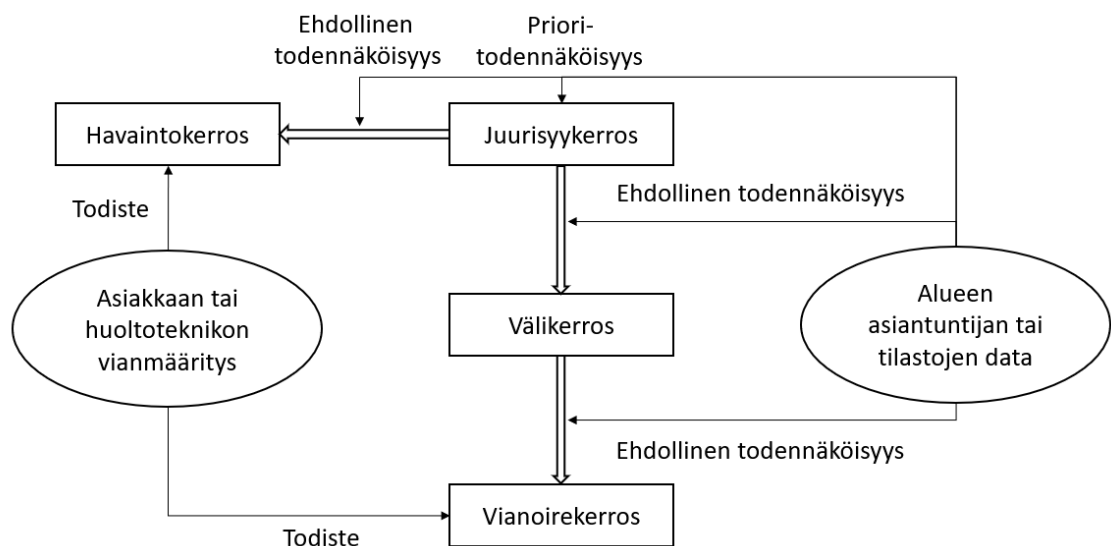 Ehdollinen
todennäköisyys
Priori-
todennäköisyys
Havaintokerros
Juurisyykerros
Todiste
Ehdollinen todennäköisyys
Asiakkaan tai
huoltoteknikon
vianmääritys
Välikerros
Alueen
asiantuntijan tai
tilastojen data
Ehdollinen todennäköisyys
Vianoirekerros
Todiste